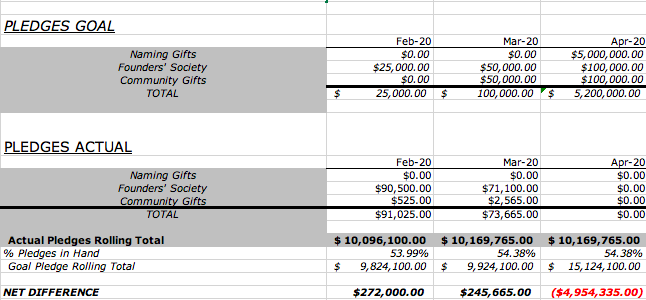 PLEDGES GOAL
Feb-20 Mar-20 Apr-20
Naming Gifts $0.00 $0.00 $5,000,000.00
Founders' Society $25,000.00 $50,000.00 $100,000.00
Community Gifts $0.00 $50,000.00 $100,000.00
TOTAL $ 25,000.00 $ 100,000.00 $ 5,200,000.00
PLEDGES ACTUAL
Feb-20 Mar-20 Apr-20
Naming Gifts $0.00 $0.00 $0.00
Founders' Society $90,500.00 $71,100.00 $0.00
Community Gifts $525.00 $2,565.00 $0.00
TOTAL $91,025.00 $73,665.00 $0.00
Actual Pledges Rolling Total $ 10,096,100.00 $ 10,169,765.00 $ 10,169,765.00
% Pledges in Hand 53.99% 54.38% 54.38%
Goal Pledge Rolling Total $ 9,824,100.00 $ 9,924,100.00 $ 15,124,100.00
NET DIFFERENCE $272,000.00 $245,665.00 ($4,954,335.00)